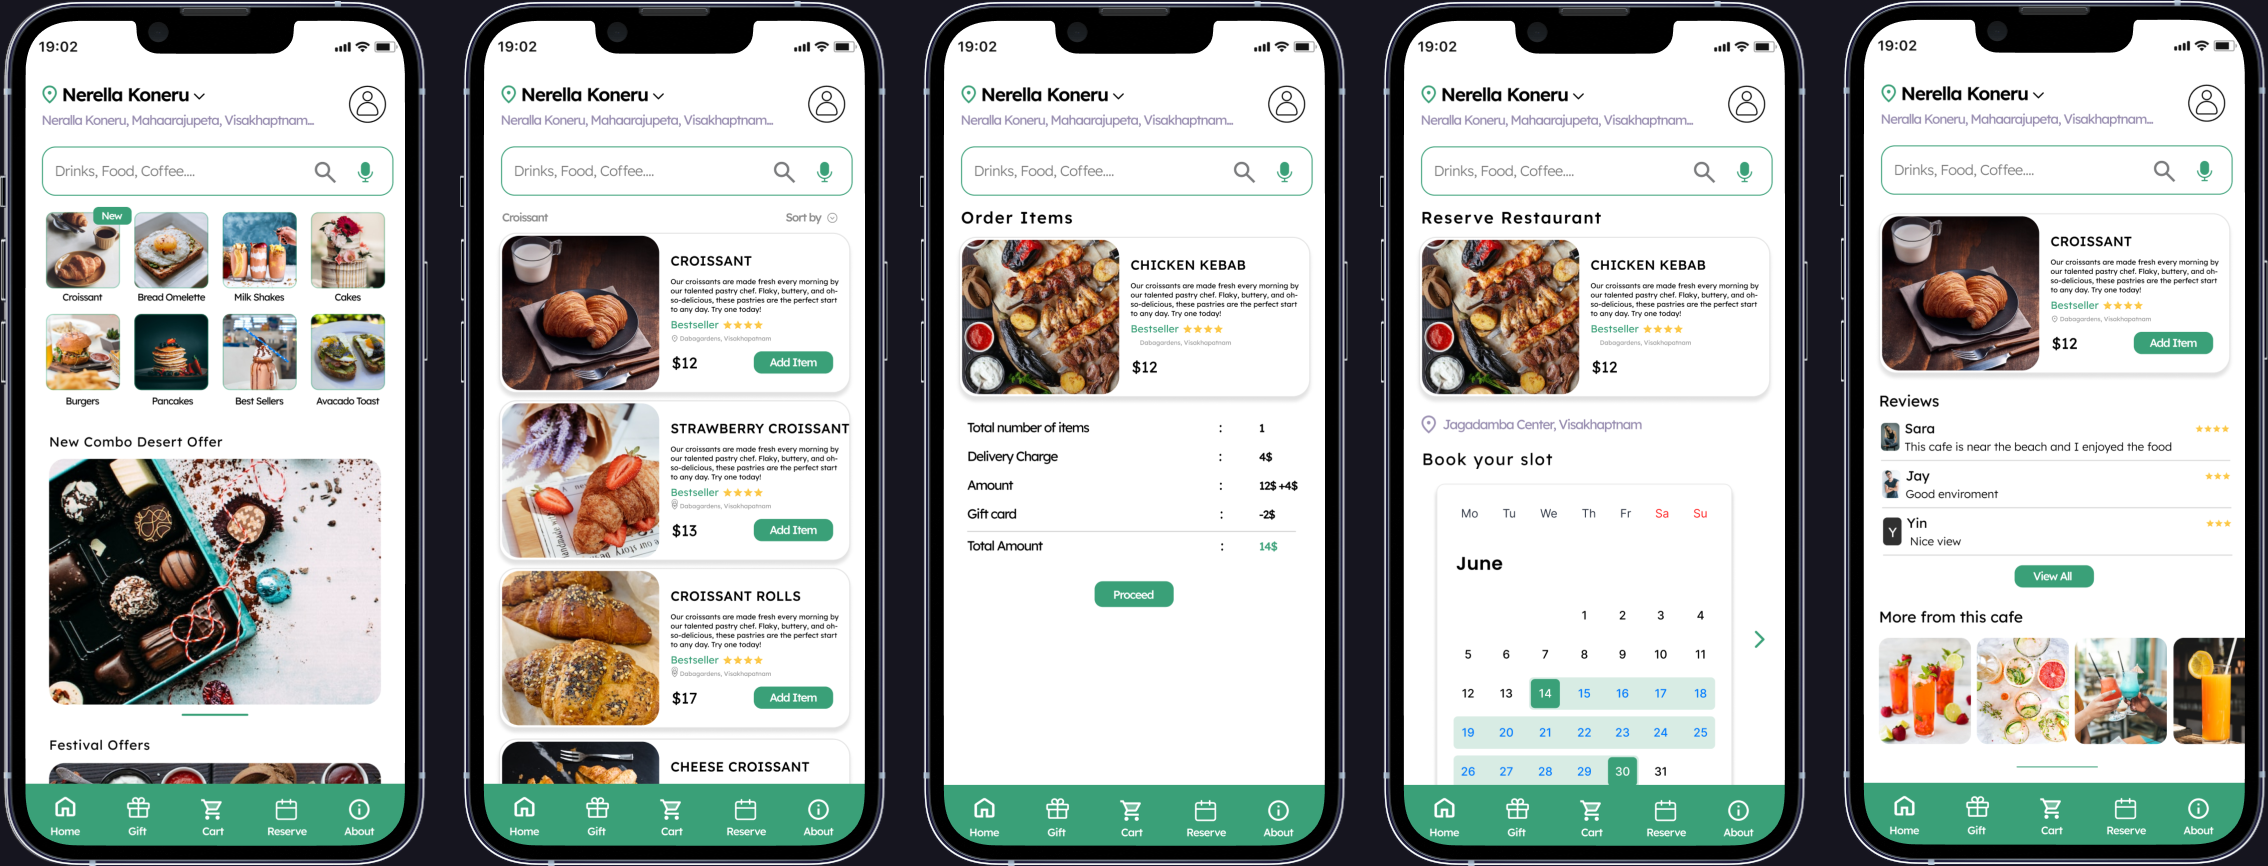 19:02
Nerella Koneru
Neralla Koneru, Mahaarajupeta, Visakhaptnam...
Drinks, Food, Coffee....
New
Croissant
Bread Omelette
Milk Shakes
Cakes
Burgers
Pancakes
Best Sellers
Avacado Toast
New Combo Desert Offer
Festival Offers
Home
Gift
Cart
Reserve
About
19:02
Nerella Koneru
Neralla Koneru, Mahaarajupeta, Visakhaptnam...
Drinks, Food, Coffee....
Croissant
Sort by
CROISSANT
Our croissants are made fresh every morning by
our talented pastry chef. Flaky, buttery, and oh-
so-delicious, these pastries are the perfect start
to any day. Try one today!
Bestseller
Dabagardens, Visakhapatnam
$12
Add Item
STRAWBERRY CROISSANT
Our croissants are made fresh every morning by
our talented pastry chef. Flaky, buttery, and oh-
so-delicious, these pastries are the perfect start
to any day. Try one today!
Bestseller
Dabagardens, Visakhapatnam
$13
Add Item
CROISSANT ROLLS
Our croissants are made fresh every morning by
our talented pastry chef. Flaky, buttery, and oh-
so-delicious, these pastries are the perfect start
to any day. Try one today!
Bestseller
Dabagardens, Visakhapatnam
$17
Add Item
CHEESE CROISSANT
Home
Gift
Cart
Reserve
About
19:02
Nerella Koneru
Neralla Koneru, Mahaarajupeta, Visakhaptnam...
Drinks, Food, Coffee....
Order Items
CHICKEN KEBAB
Our croissants are made fresh every morning by
our talented pastry chef. Flaky, buttery, and oh-
so-delicious, these pastries are the perfect start
to any day. Try one today!
Bestseller
Dabagardens, Visakhapatnam
$12
Total number of items : 1
Delivery Charge : 4$
Amount : 12$+4$
Gift card : -2$
Total Amount : 14$
Proceed
Home
Gift
Cart
Reserve
About
19:02
Nerella Koneru
Neralla Koneru, Mahaarajupeta, Visakhaptnam...
Drinks, Food, Coffee....
Reserve Restaurant
CHICKEN KEBAB
Our croissants are made fresh every morning by
our talented pastry chef. Flaky, buttery, and oh-
so-delicious, these pastries are the perfect start
to any day. Try one today!
Bestseller
Dabagardens, Visakhapatnam
$12
Jagadamba Center, Visakhaptnam
Book your slot
Mo Tu We Th Fr Sa Su
June
1 2 3 4
5 6 7 8 9 10 11
12 13 14 15 16 17 18
19 20 21 22 23 24 25
26 27 28 29 30 31
Home
Gift
Cart
Reserve
About
19:02
Nerella Koneru
Neralla Koneru, Mahaarajupeta, Visakhaptnam...
Drinks, Food, Coffee....
CROISSANT
Our croissants are made fresh every morning by
our talented pastry chef. Flaky, buttery, and oh-
so-delicious, these pastries are the perfect start
to any day. Try one today!
Bestseller
Dabagardens, Visakhapatnam
$12
Add Item
Reviews
Sara
This cafe is near the beach and I enjoyed the food
Jay
Good enviroment
Y
Yin
Nice view
View All
More from this cafe
Home
Gift
Cart
Reserve
About